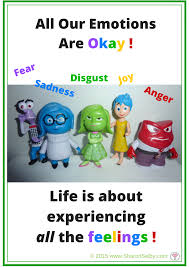 All Our Emotions
Are Okay !
Fear
Sadness
Disgust
Joy
Anger
Life is about
experiencing
all the feelings !
© 2015 www.SharonSelby.com